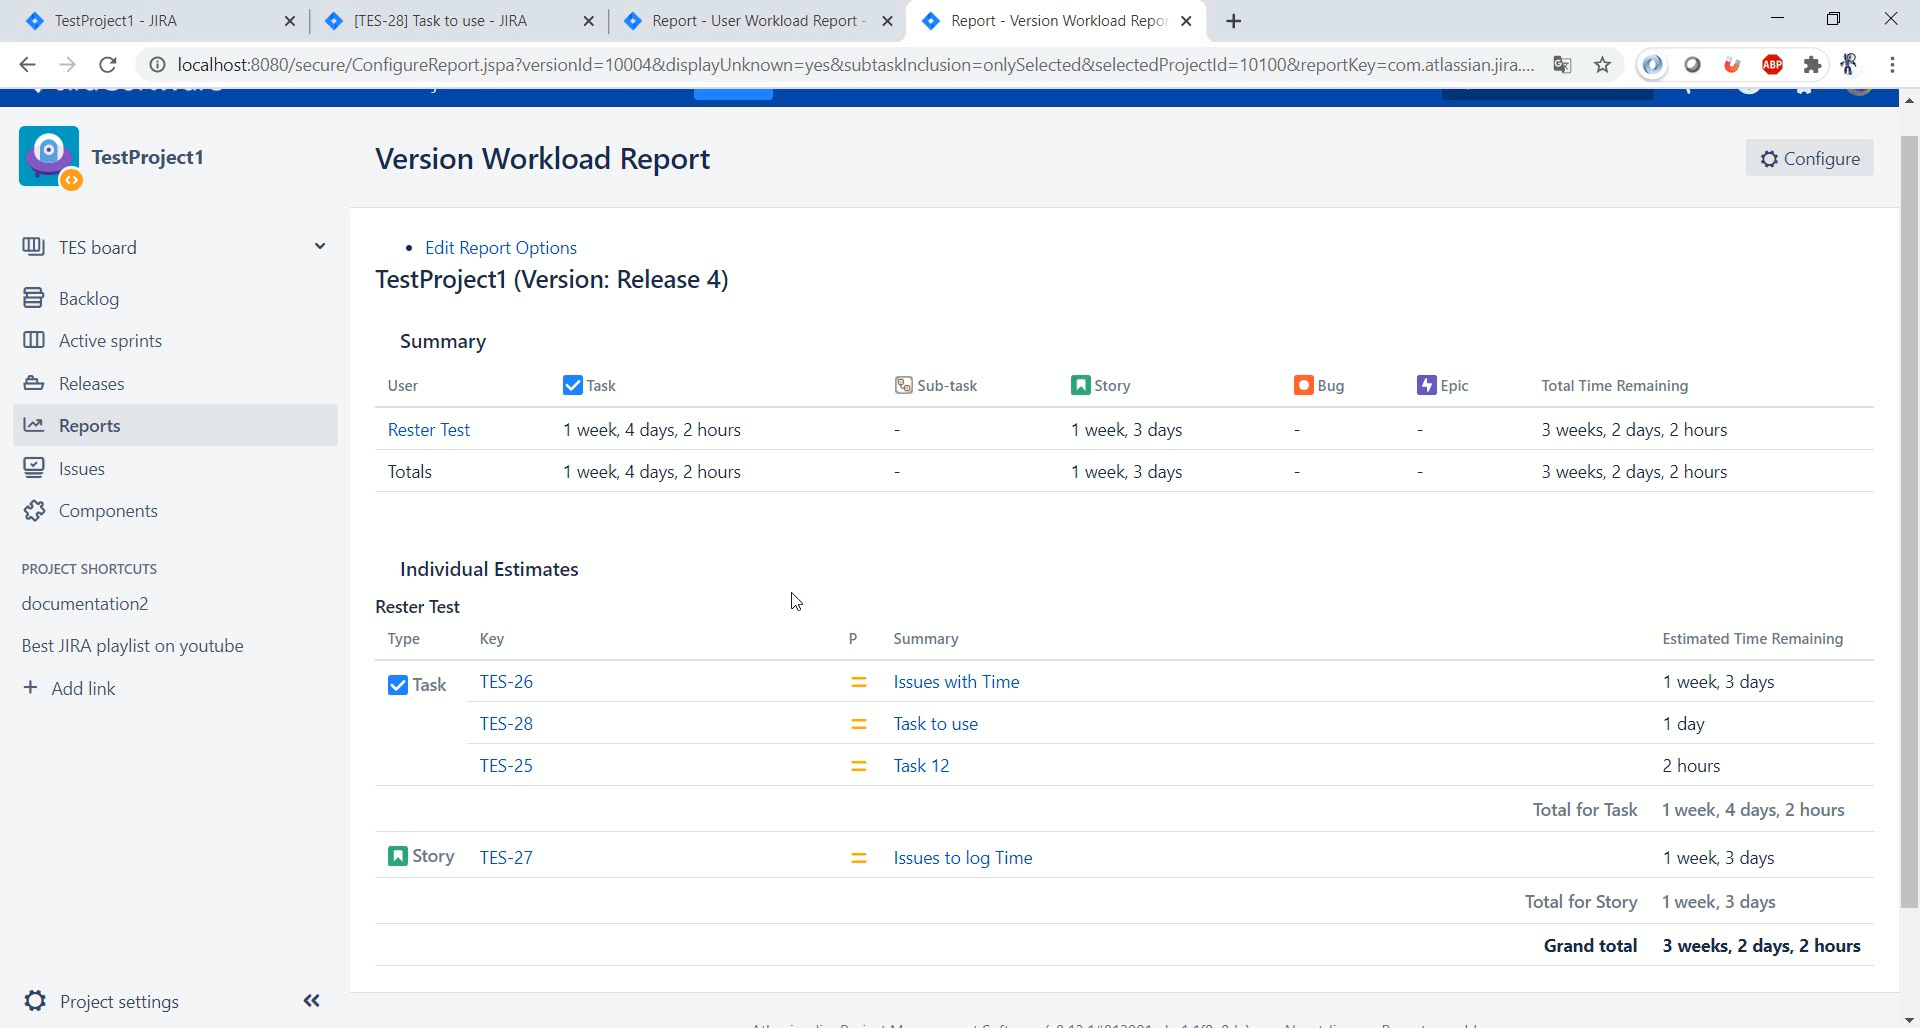 TestProject1 - JIRA
[TES-28] Task to use - JIRA
Report - User Workload Report -
Report - Version Workload Repor
localhost:8080/secure/ConfigureReport.jspa?versionId=10004&displayUnknown=yes&subtaskInclusion=onlySelected&selectedProjectId=10100&reportKey=com.atlassian.jira....
ABP
TestProject1
Version Workload Report
Configure
TES board
Backlog
Active sprints
Releases
Reports
Issues
Components
PROJECT SHORTCUTS
documentation2
Best JIRA playlist on youtube
+ Add link
Project settings
• Edit Report Options
TestProject1 (Version: Release 4)
Summary
User Task Sub-task Story Bug Epic Total Time Remaining
Rester Test 1 week, 4 days, 2 hours - 1 week, 3 days - - 3 weeks, 2 days, 2 hours
Totals 1 week, 4 days, 2 hours - 1 week, 3 days - - 3 weeks, 2 days, 2 hours
Individual Estimates
Rester Test
Type Key P Summary Estimated Time Remaining
Task TES-26 Issues with Time 1 week, 3 days
TES-28 Task to use 1 day
TES-25 Task 12 2 hours
Total for Task 1 week, 4 days, 2 hours
Story TES-27 Issues to log Time 1 week, 3 days
Total for Story 1 week, 3 days
Grand total 3 weeks, 2 days, 2 hours